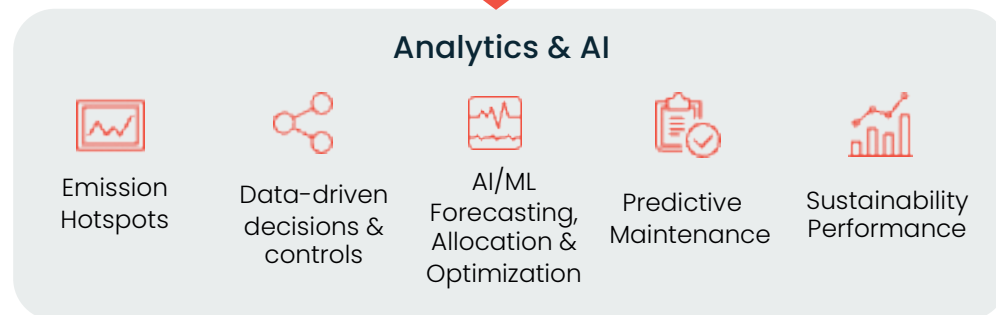 Analytics & AI
Emission
Hotspots
Data-driven
decisions &
controls
AI/ML
Forecasting,
Allocation &
Optimization
Predictive
Maintenance
Sustainability
Performance